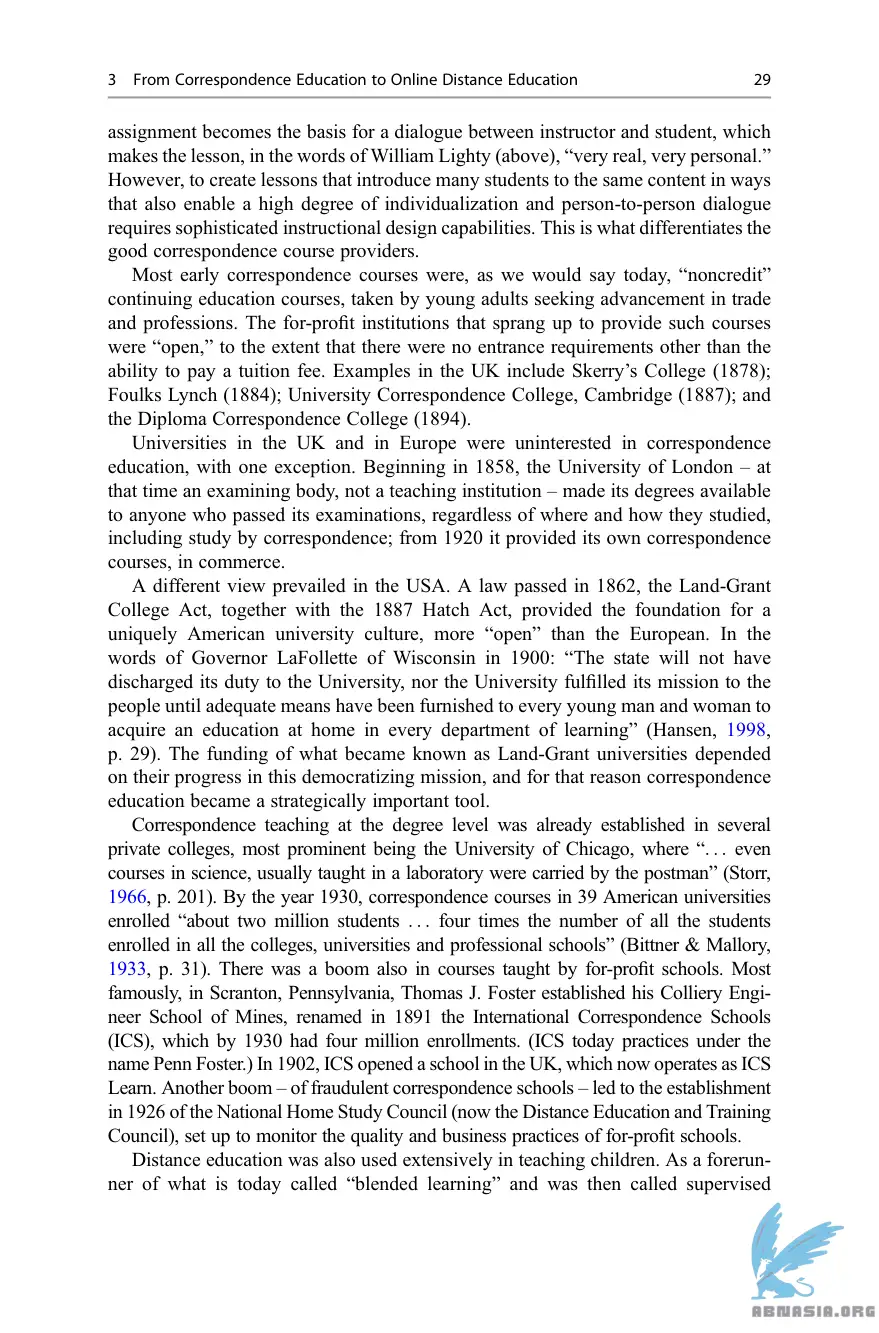 3 From Correspondence Education to Online Distance Education 29
assignment becomes the basis for a dialogue between instructor and student, which
makes the lesson, in the words of William Lighty (above), “very real, very personal.”
However, to create lessons that introduce many students to the same content in ways
that also enable a high degree of individualization and person-to-person dialogue
requires sophisticated instructional design capabilities. This is what differentiates the
good correspondence course providers.
Most early correspondence courses were, as we would say today, “noncredit”
continuing education courses, taken by young adults seeking advancement in trade
and professions. The for-profit institutions that sprang up to provide such courses
were “open,” to the extent that there were no entrance requirements other than the
ability to pay a tuition fee. Examples in the UK include Skerry’s College (1878);
Foulks Lynch (1884); University Correspondence College, Cambridge (1887); and
the Diploma Correspondence College (1894).
Universities in the UK and in Europe were uninterested in correspondence
education, with one exception. Beginning in 1858, the University of London – at
that time an examining body, not a teaching institution – made its degrees available
to anyone who passed its examinations, regardless of where and how they studied,
including study by correspondence; from 1920 it provided its own correspondence
courses, in commerce.
A different view prevailed in the USA. A law passed in 1862, the Land-Grant
College Act, together with the 1887 Hatch Act, provided the foundation for a
uniquely American university culture, more “open” than the European. In the
words of Governor LaFollette of Wisconsin in 1900: “The state will not have
discharged its duty to the University, nor the University fulfilled its mission to the
people until adequate means have been furnished to every young man and woman to
acquire an education at home in every department of learning” (Hansen, 1998,
p. 29). The funding of what became known as Land-Grant universities depended
on their progress in this democratizing mission, and for that reason correspondence
education became a strategically important tool.
Correspondence teaching at the degree level was already established in several
private colleges, most prominent being the University of Chicago, where “. . . even
courses in science, usually taught in a laboratory were carried by the postman” (Storr,
1966, p. 201). By the year 1930, correspondence courses in 39 American universities
enrolled “about two million students . . . four times the number of all the students
enrolled in all the colleges, universities and professional schools” (Bittner & Mallory,
1933, p. 31). There was a boom also in courses taught by for-profit schools. Most
famously, in Scranton, Pennsylvania, Thomas J. Foster established his Colliery Engi-
neer School of Mines, renamed in 1891 the International Correspondence Schools
(ICS), which by 1930 had four million enrollments. (ICS today practices under the
name Penn Foster.) In 1902, ICS opened a school in the UK, which now operates as ICS
Learn. Another boom – of fraudulent correspondence schools – led to the establishment
in 1926 of the National Home Study Council (now the Distance Education and Training
Council), set up to monitor the quality and business practices of for-profit schools.
Distance education was also used extensively in teaching children. As a forerun-
ner of what is today called “blended learning” and was then called supervised
ABNASIA.ORG